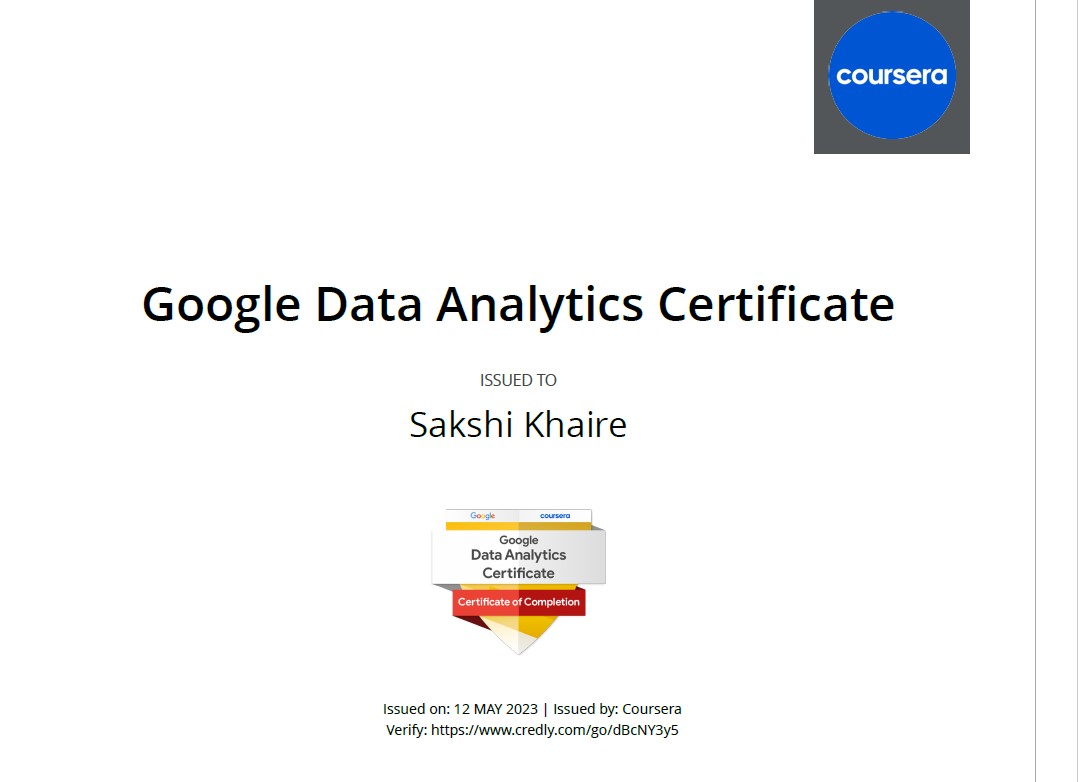 coursera
Google Data Analytics Certificate
ISSUED TO
Sakshi Khaire
Google coursera
Google
Data Analytics
Certificate
Certificate of Completion
Issued on: 12 MAY 2023 | Issued by: Coursera
Verify: https://www.credly.com/go/dBcNY3y5